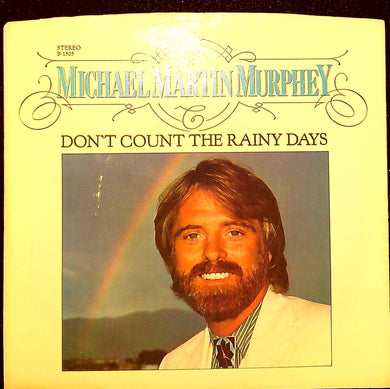 STEREO
B-1505
MICHAEL MARTIN MURPHEY
DON'T COUNT THE RAINY DAYS